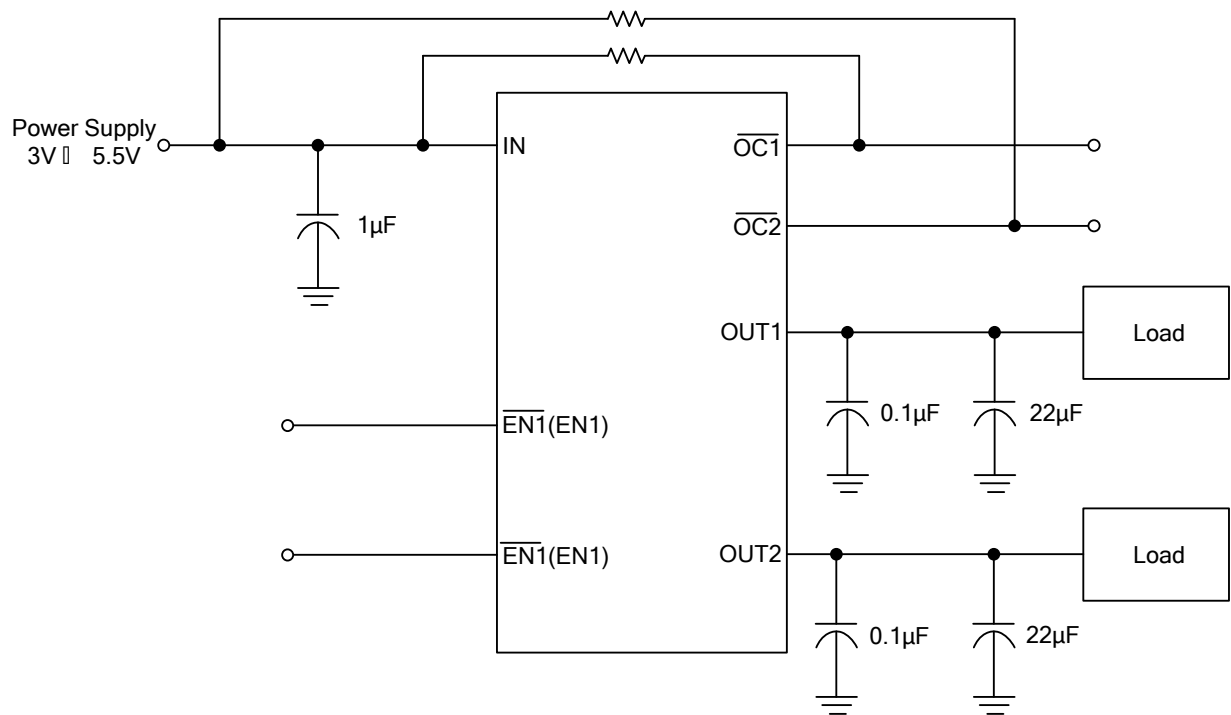 Power Supply
3V ▯ 5.5V
IN
OC1
1µF
OC2
OUT1
Load
0.1µF
22µF
EN1(EN1)
EN1(EN1)
OUT2
Load
0.1µF
22µF